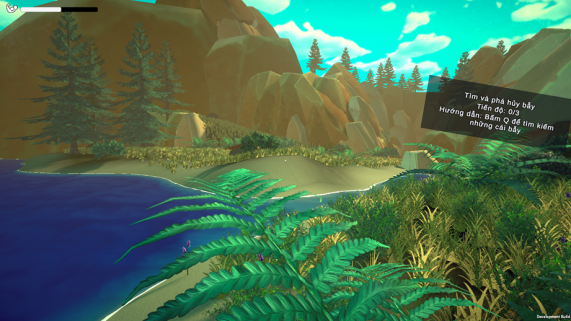 Tìm và phá hủy bẫy
Tiến độ: 0/3
Hướng dẫn: Bấm Q để tìm kiếm
những cái bẫy
Development Build